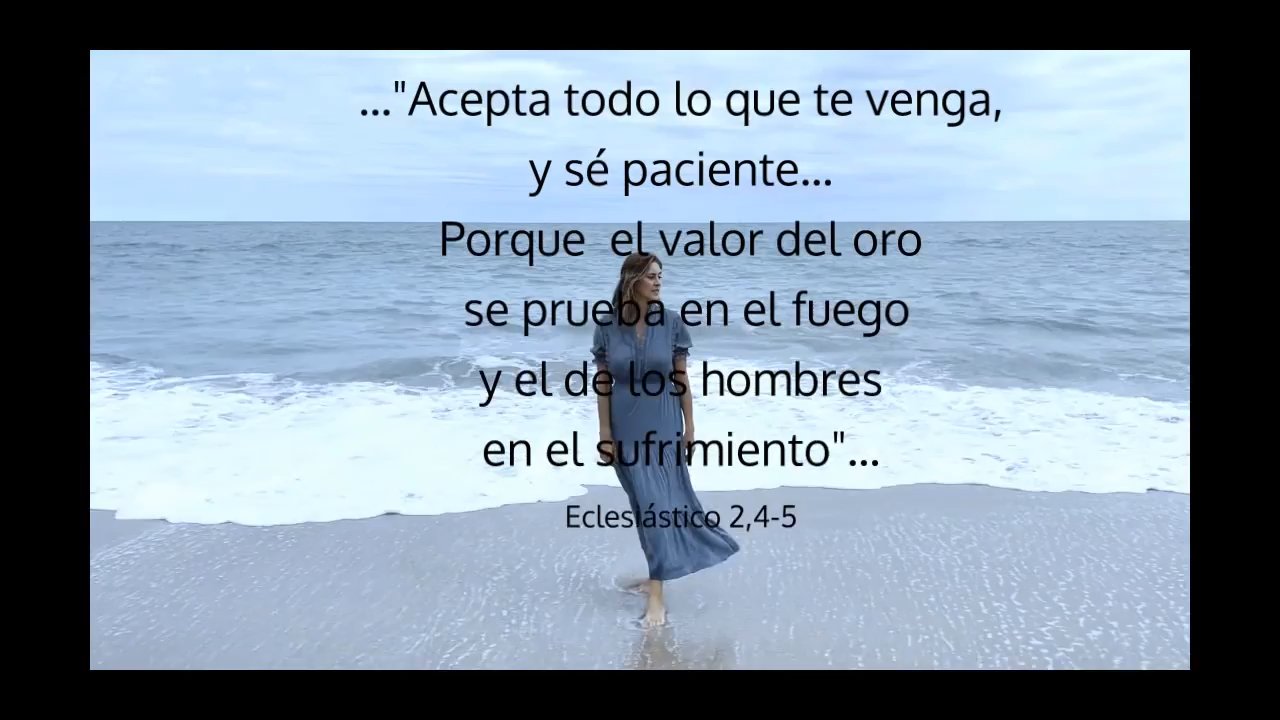 ..."Acepta todo lo que te venga,
y sé paciente...
Porque  el valor del oro
se prueba en el fuego
y el de los hombres
en el sufrimiento"...
Eclesiástico 2,4-5